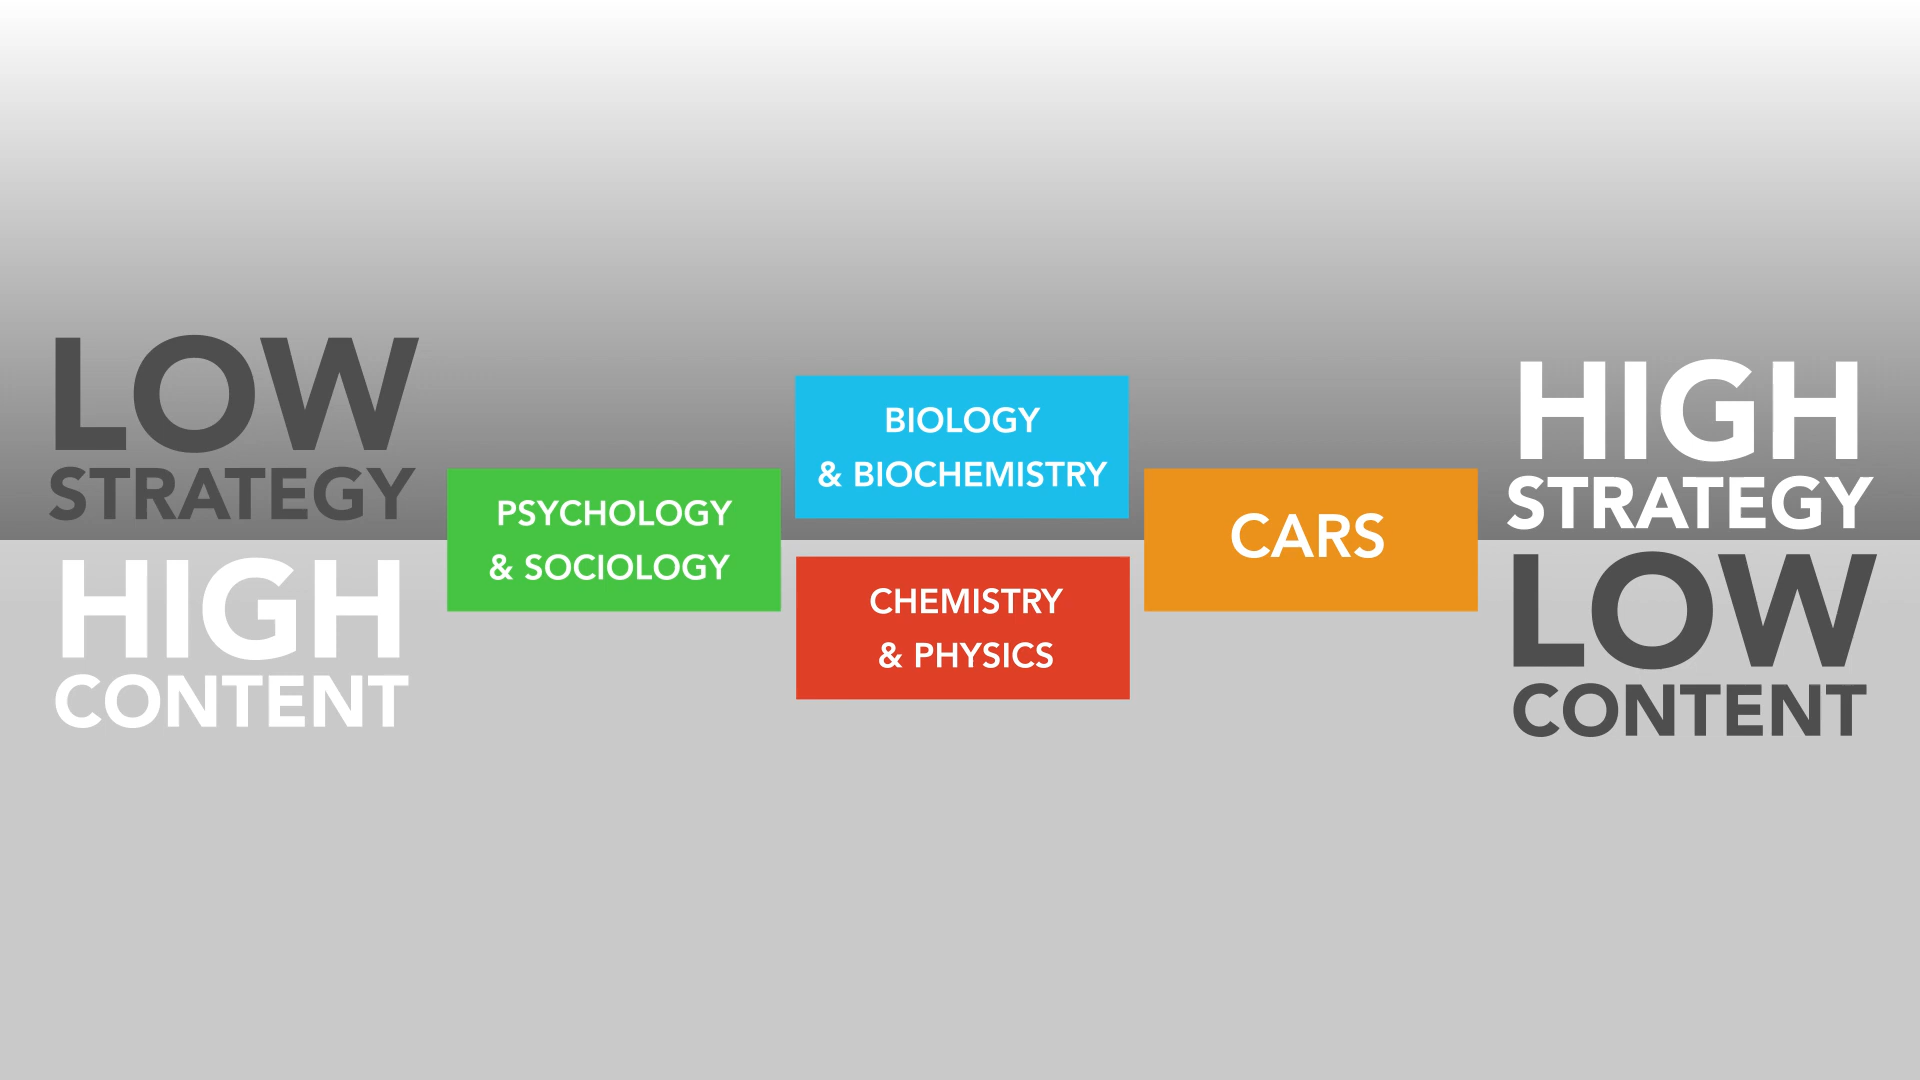 LOW
STRATEGY
HIGH
CONTENT
PSYCHOLOGY
& SOCIOLOGY
BIOLOGY
& BIOCHEMISTRY
CHEMISTRY
& PHYSICS
CARS
HIGH
STRATEGY
LOW
CONTENT